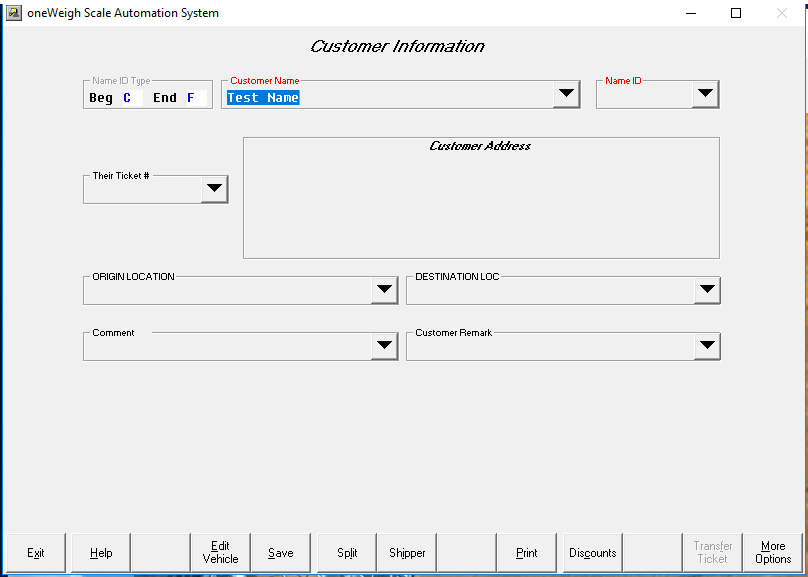 oneWeigh Scale Automation System
Customer Information
Name ID Type
Customer Name
Name ID
Beg C End F
Test Name
Customer Address
Their Ticket #
ORIGIN LOCATION
DESTINATION LOC
Comment
Customer Remark
Exit
Help
Edit
Vehicle
Save
Split
Shipper
Print
Discounts
Transfer
Ticket
More
Options